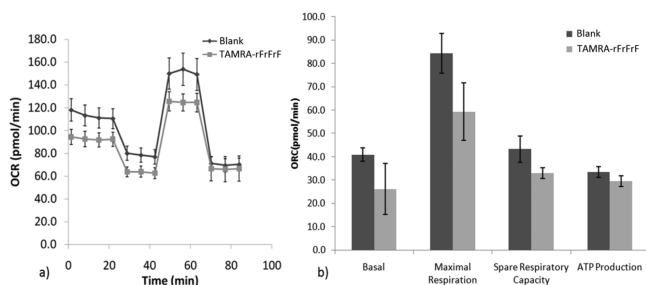 180.0
160.0
140.0
120.0
100.0
80.0
60.0
40.0
20.0
0.0
OCR (pmol/min)
Blank
TAMRA-rFrFrF
0 20 40 60 80 100
Time (min)
a)
100.0
90.0
80.0
70.0
60.0
50.0
40.0
30.0
20.0
10.0
0.0
ORC(pmol/min)
Blank
TAMRA-rFrFrF
Basal
Maximal
Respiration
Spare Respiratory
Capacity
ATP Production
b)